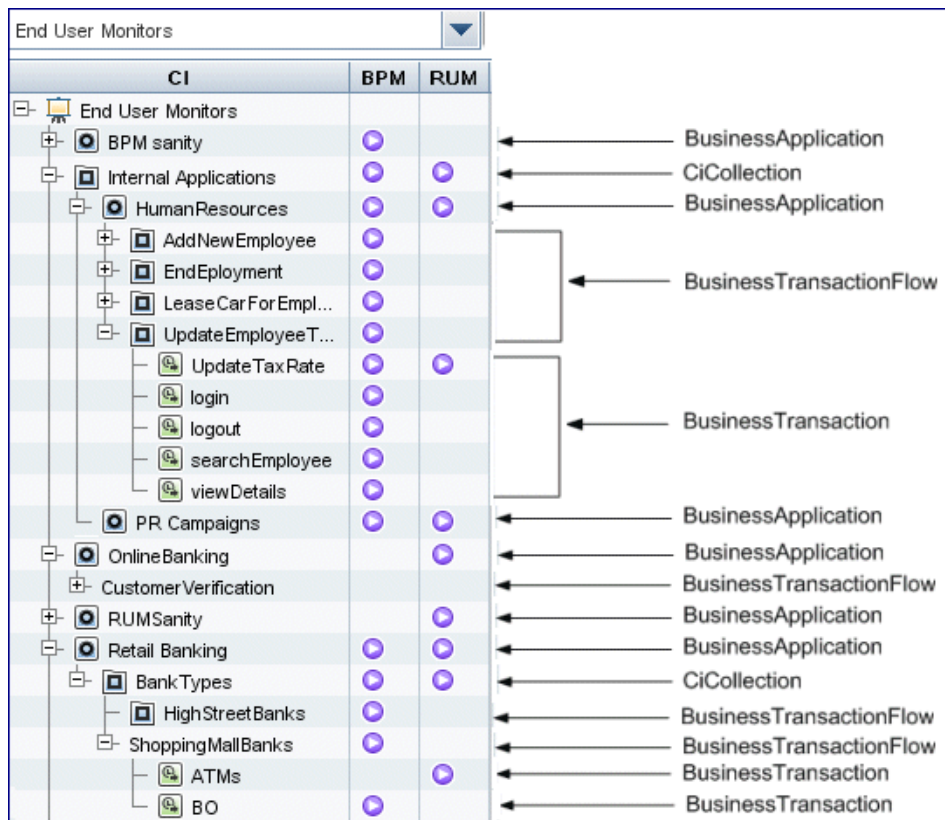 End User Monitors
CI BPM RUM
End User Monitors
BPM sanity BusinessApplication
Internal Applications CiCollection
HumanResources BusinessApplication
AddNewEmployee
EndEployment BusinessTransactionFlow
LeaseCarForEmpl...
UpdateEmployeeT...
UpdateTaxRate
login
logout BusinessTransaction
searchEmployee
viewDetails
PR Campaigns BusinessApplication
OnlineBanking BusinessApplication
CustomerVerification BusinessTransactionFlow
RUMSanity BusinessApplication
Retail Banking BusinessApplication
BankTypes CiCollection
HighStreetBanks BusinessTransactionFlow
ShoppingMallBanks BusinessTransactionFlow
ATMs BusinessTransaction
BO BusinessTransaction